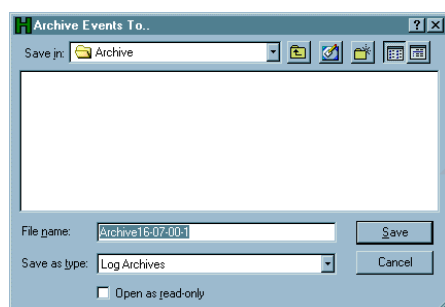 Archive Events To..
Save in: Archive
File name: Archive16-07-00-1 Save
Save as type: Log Archives Cancel
Open as read-only